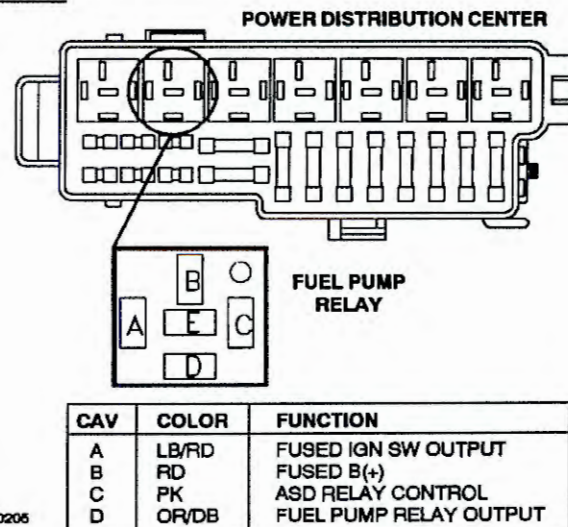 POWER DISTRIBUTION CENTER
B
A E C
D
FUEL PUMP
RELAY
CAV COLOR FUNCTION
A LB/RD FUSED IGN SW OUTPUT
B RD FUSED B(+)
C PK ASD RELAY CONTROL
D OR/DB FUEL PUMP RELAY OUTPUT